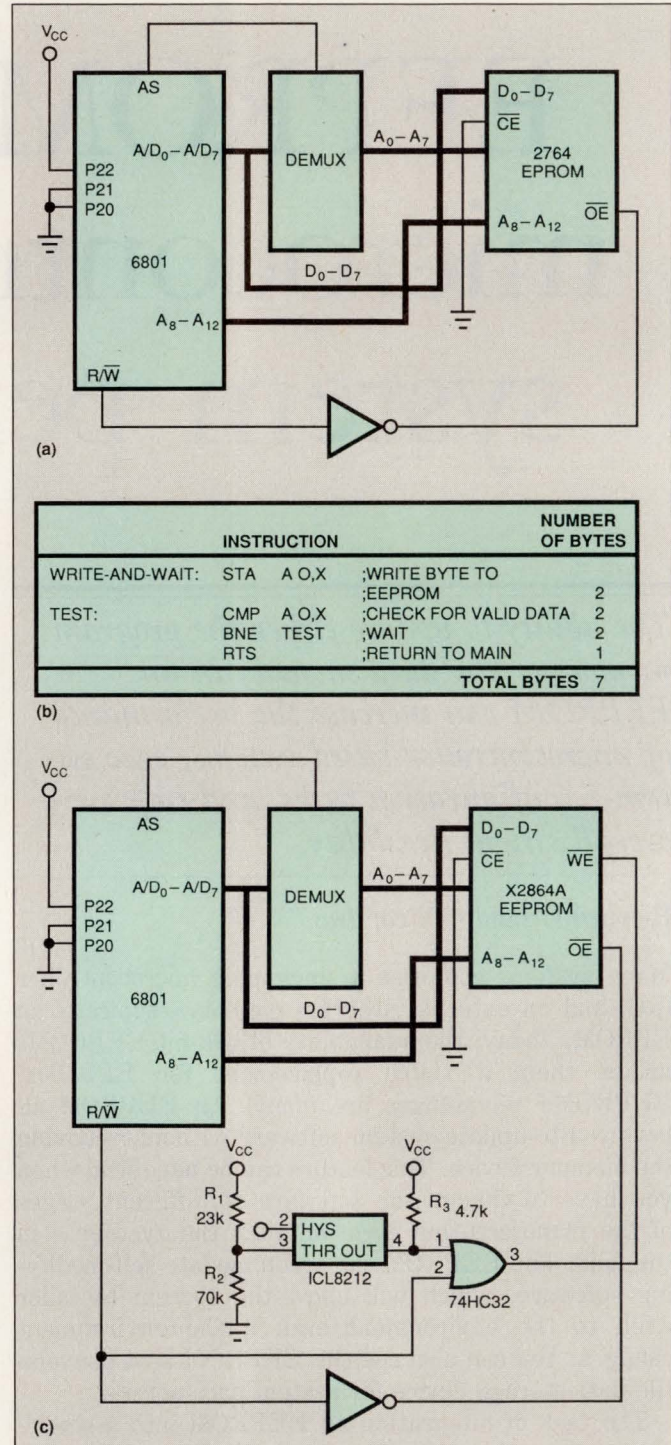 VCC
AS
A/D0–A/D7
DEMUX
A0–A7
D0–D7
CE
2764
EPROM
OE
A8–A12
P22
P21
P20
6801
D0–D7
A8–A12
R/W
(a)
INSTRUCTION NUMBER OF BYTES
WRITE-AND-WAIT: STA A O,X ;WRITE BYTE TO
;EEPROM 2
TEST: CMP A O,X ;CHECK FOR VALID DATA 2
BNE TEST ;WAIT 2
RTS ;RETURN TO MAIN 1
TOTAL BYTES 7
(b)
VCC
AS
A/D0–A/D7
DEMUX
A0–A7
D0–D7
CE
WE
X2864A
EEPROM
OE
A8–A12
P22
P21
P20
6801
D0–D7
A8–A12
R/W
VCC
R1
23k
R2
70k
2 HYS
3 THR OUT 4
ICL8212
VCC
R3 4.7k
1
2
3
74HC32
(c)